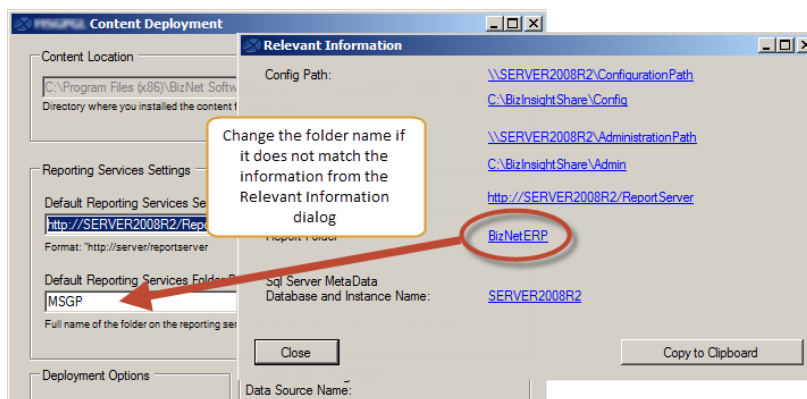 Content Deployment
Content Location
C:\Program Files (x86)\BizNet Softw
Directory where you installed the content f
Reporting Services Settings
Default Reporting Services Se
http://SERVER2008R2/Repo
Format: "http://server/reportserver
Default Reporting Services Folder
MSGP
Full name of the folder on the reporting ser
Deployment Options
Relevant Information
Config Path:
\\SERVER2008R2\ConfigurationPath
C:\BizInsightShare\Config
\\SERVER2008R2\AdministrationPath
C:\BizInsightShare\Admin
http://SERVER2008R2/ReportServer
Report Folder
BizNetERP
Sql Server MetaData
Database and Instance Name:
SERVER2008R2
Close
Copy to Clipboard
Data Source Name:
Change the folder name if
it does not match the
information from the
Relevant Information
dialog